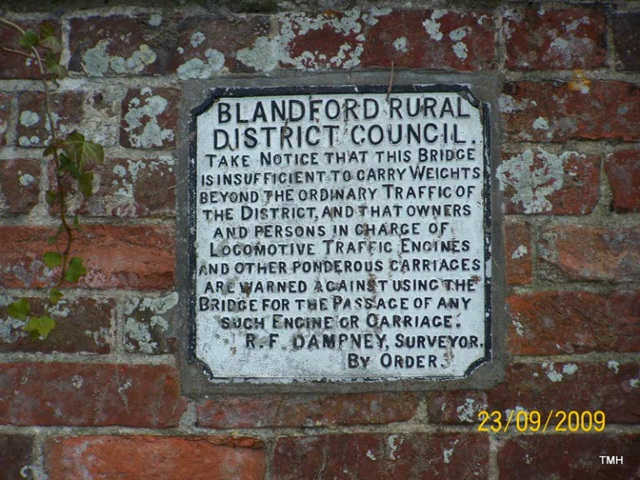 BLANDFORD RURAL
DISTRICT COUNCIL.
TAKE NOTICE THAT THIS BRIDGE
IS INSUFFICIENT TO CARRY WEIGHTS
BEYOND THE ORDINARY TRAFFIC OF
THE DISTRICT, AND THAT OWNERS
AND PERSONS IN CHARGE OF
LOCOMOTIVE TRAFFIC ENGINES
AND OTHER PONDEROUS CARRIAGES
ARE WARNED AGAINST USING THE
BRIDGE FOR THE PASSAGE OF ANY
SUCH ENGINE OR CARRIAGE.
R. F. DAMPNEY, SURVEYOR.
BY ORDER.
23/09/2009
TMH